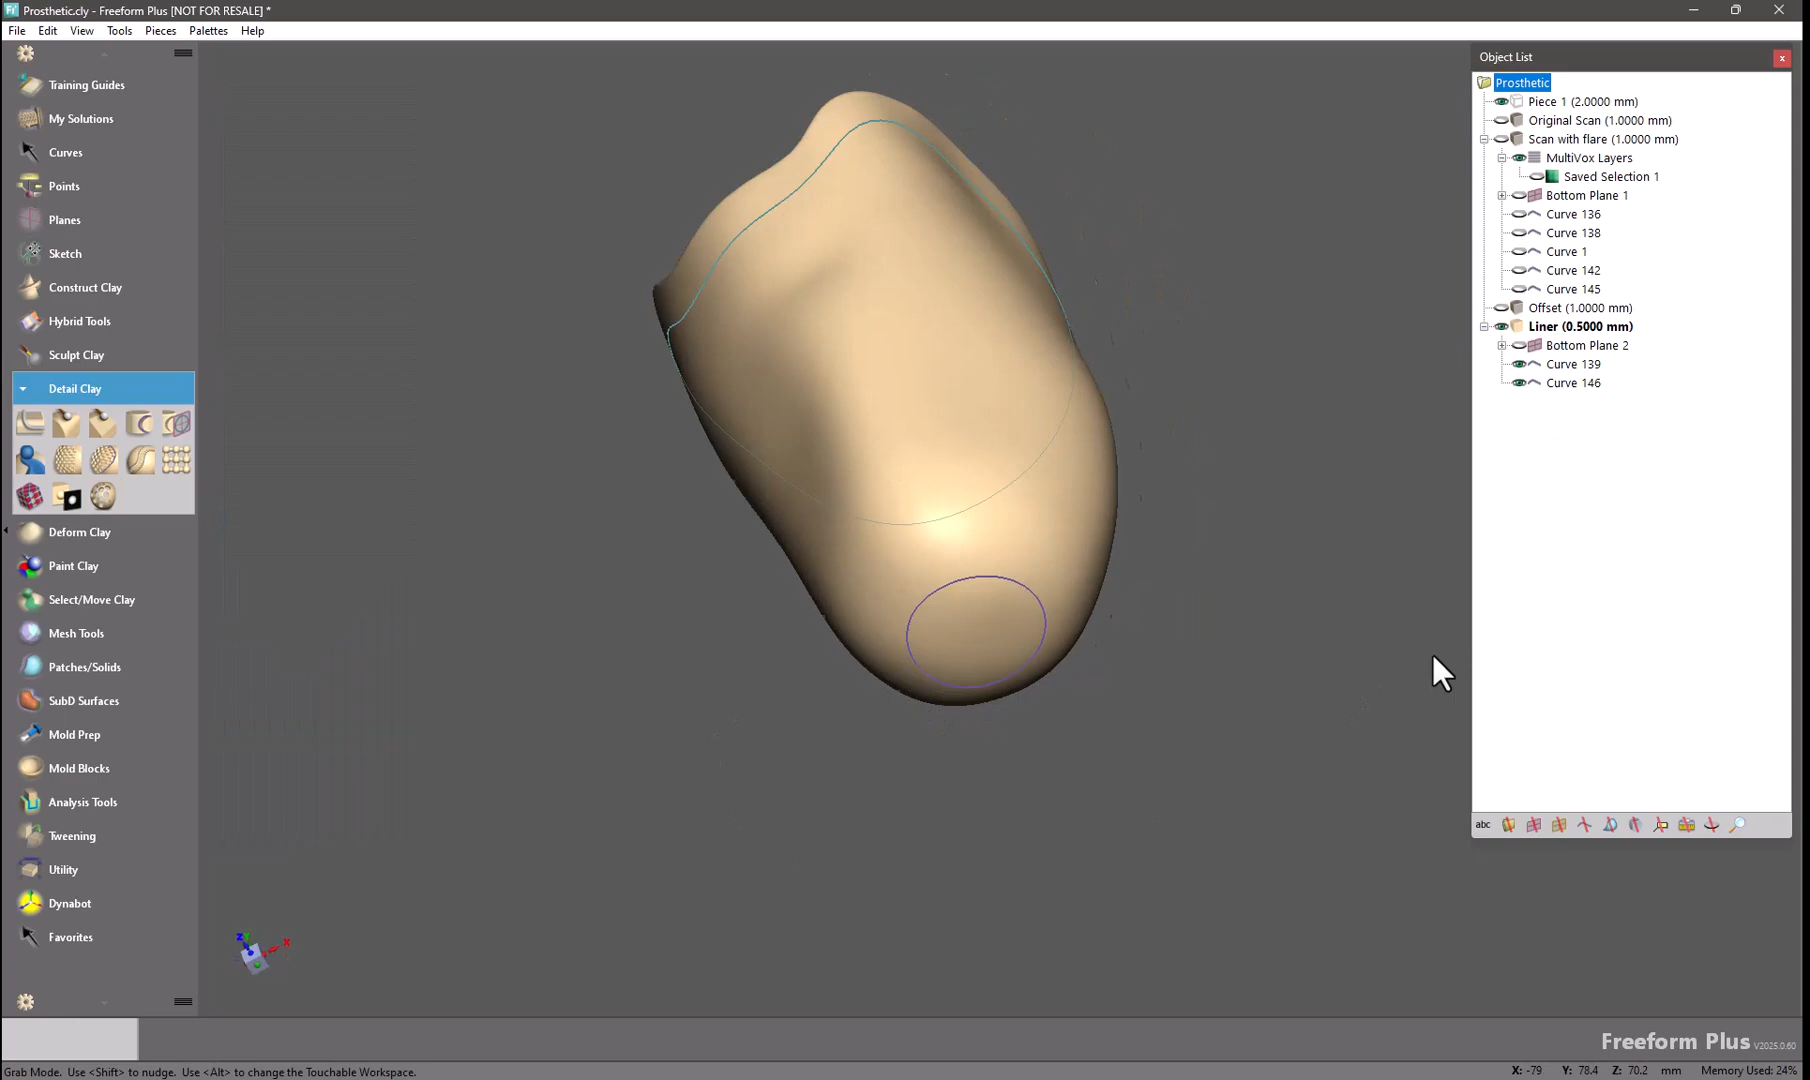 Prosthetic.cly - Freeform Plus [NOT FOR RESALE] *
File Edit View Tools Pieces Palettes Help
Training Guides
My Solutions
Curves
Points
Planes
Sketch
Construct Clay
Hybrid Tools
Sculpt Clay
Detail Clay
Deform Clay
Paint Clay
Select/Move Clay
Mesh Tools
Patches/Solids
SubD Surfaces
Mold Prep
Mold Blocks
Analysis Tools
Tweening
Utility
Dynabot
Favorites
Object List
Prosthetic
Piece 1 (2.0000 mm)
Original Scan (1.0000 mm)
Scan with flare (1.0000 mm)
MultiVox Layers
Saved Selection 1
Bottom Plane 1
Curve 136
Curve 138
Curve 1
Curve 142
Curve 145
Offset (1.0000 mm)
Liner (0.5000 mm)
Bottom Plane 2
Curve 139
Curve 146
abc
Z X
Freeform Plus V2025.0.60
Grab Mode. Use <Shift> to nudge. Use <Alt> to change the Touchable Workspace.
X: -79 Y: 78.4 Z: 70.2 mm Memory Used: 24%